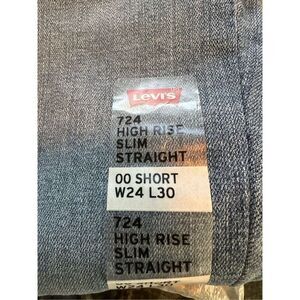 Levi's
724
HIGH RISE
SLIM
STRAIGHT
00 SHORT
W24 L30
724
HIGH RISE
SLIM
STRAIGHT